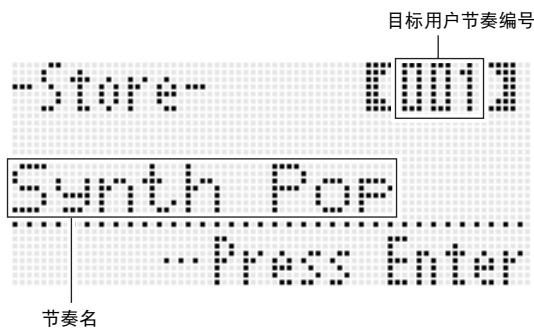 目标用户节奏编号
-Store- 【001】
Synth Pop
···Press Enter
节奏名